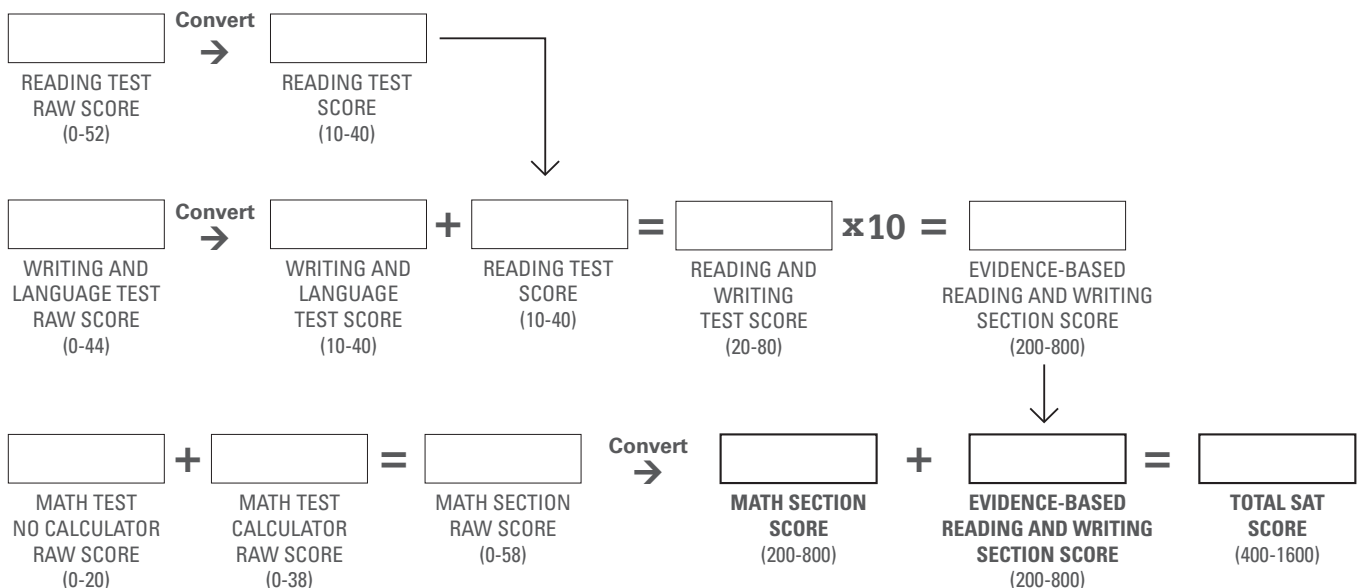 Convert
→
READING TEST
RAW SCORE
(0-52)
READING TEST
SCORE
(10-40)
Convert
→
+
=
x10 =
WRITING AND
LANGUAGE TEST
RAW SCORE
(0-44)
WRITING AND
LANGUAGE
TEST SCORE
(10-40)
READING TEST
SCORE
(10-40)
READING AND
WRITING
TEST SCORE
(20-80)
EVIDENCE-BASED
READING AND WRITING
SECTION SCORE
(200-800)
+
=
Convert
→
+
=
MATH TEST
NO CALCULATOR
RAW SCORE
(0-20)
MATH TEST
CALCULATOR
RAW SCORE
(0-38)
MATH SECTION
RAW SCORE
(0-58)
MATH SECTION
SCORE
(200-800)
EVIDENCE-BASED
READING AND WRITING
SECTION SCORE
(200-800)
TOTAL SAT
SCORE
(400-1600)